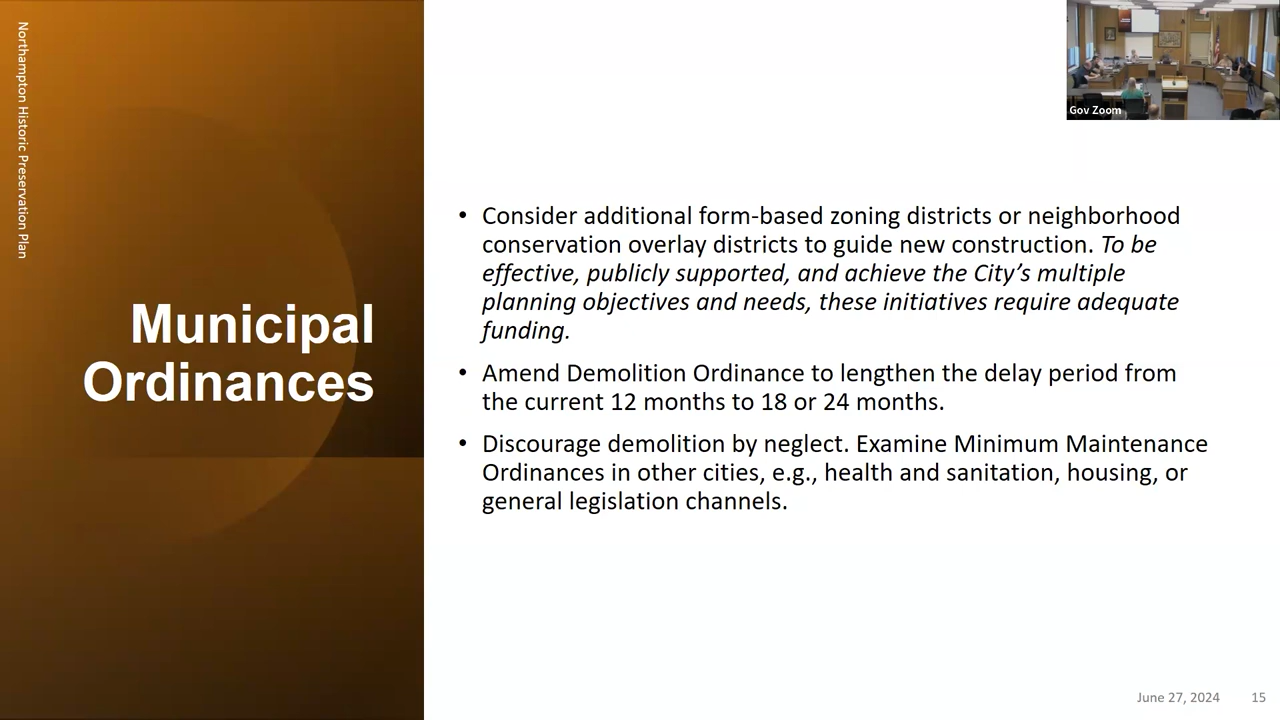 Northampton Historic Preservation Plan
Municipal
Ordinances
• Consider additional form-based zoning districts or neighborhood
conservation overlay districts to guide new construction. To be
effective, publicly supported, and achieve the City’s multiple
planning objectives and needs, these initiatives require adequate
funding.
• Amend Demolition Ordinance to lengthen the delay period from
the current 12 months to 18 or 24 months.
• Discourage demolition by neglect. Examine Minimum Maintenance
Ordinances in other cities, e.g., health and sanitation, housing, or
general legislation channels.
Gov Zoom
June 27, 2024 15